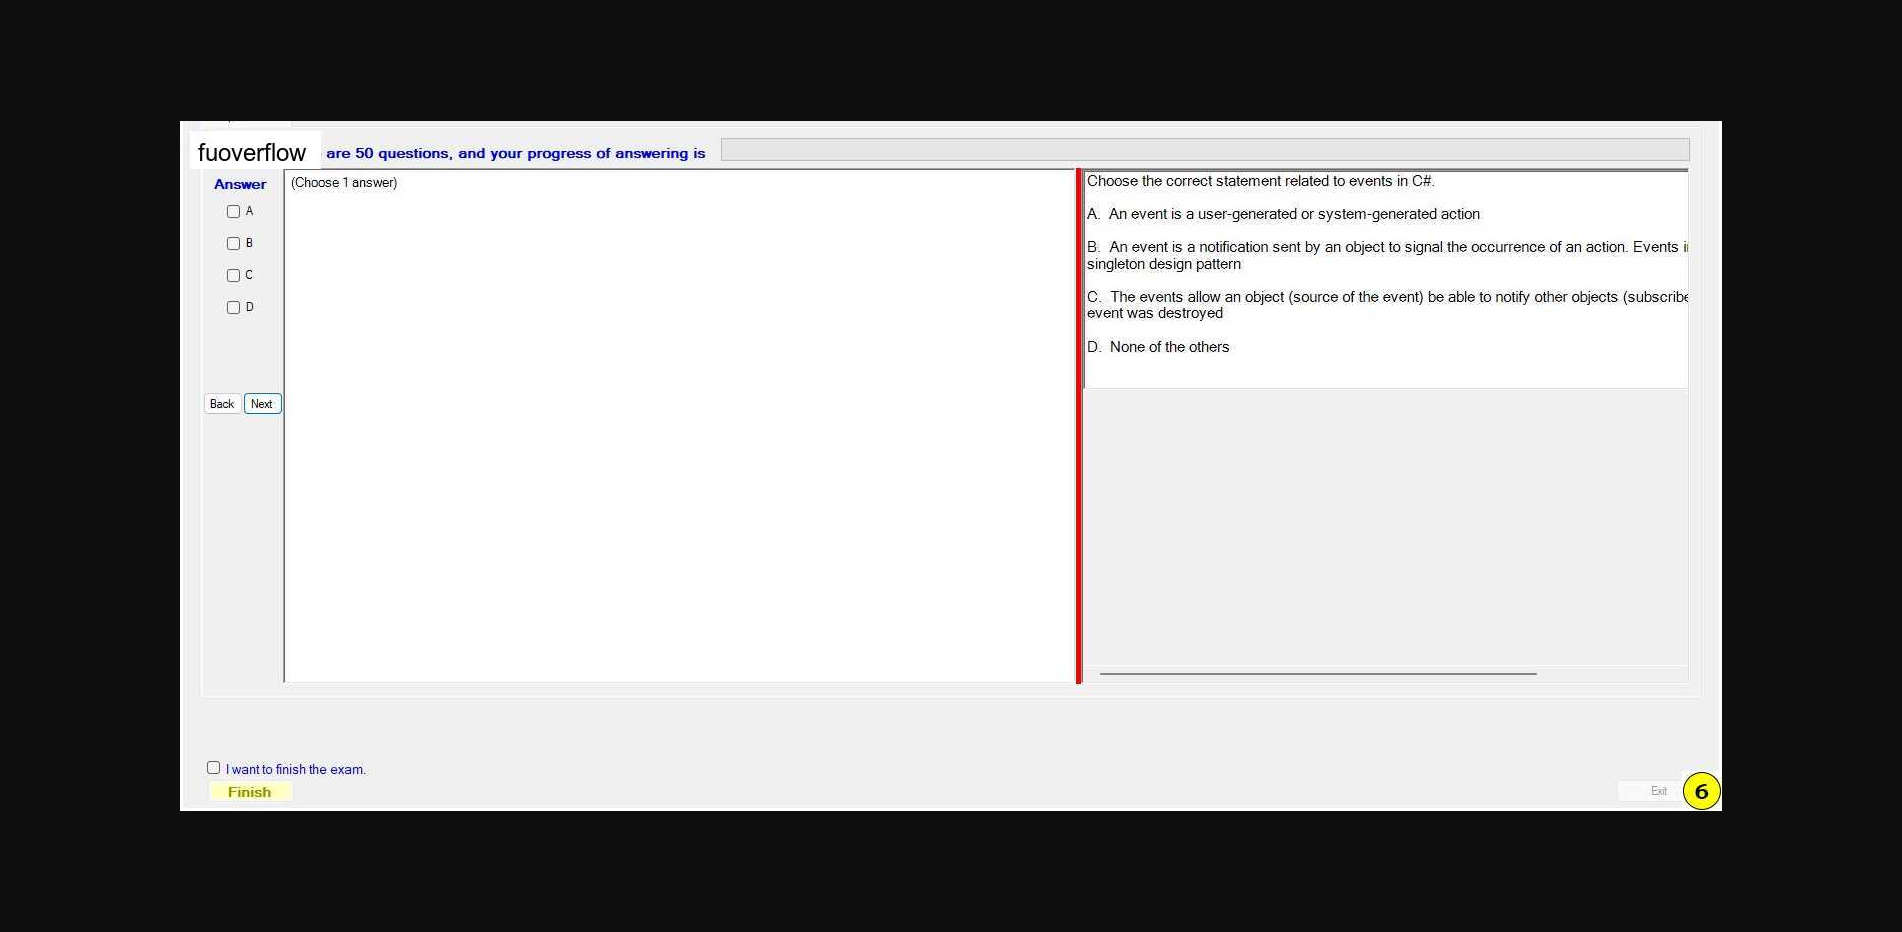 fuoverflow are 50 questions, and your progress of answering is
Answer
A
B
C
D
Back Next
(Choose 1 answer)
Choose the correct statement related to events in C#.
A. An event is a user-generated or system-generated action
B. An event is a notification sent by an object to signal the occurrence of an action. Events
singleton design pattern
C. The events allow an object (source of the event) be able to notify other objects (subscribe
event was destroyed
D. None of the others
I want to finish the exam.
Finish
Exit
6